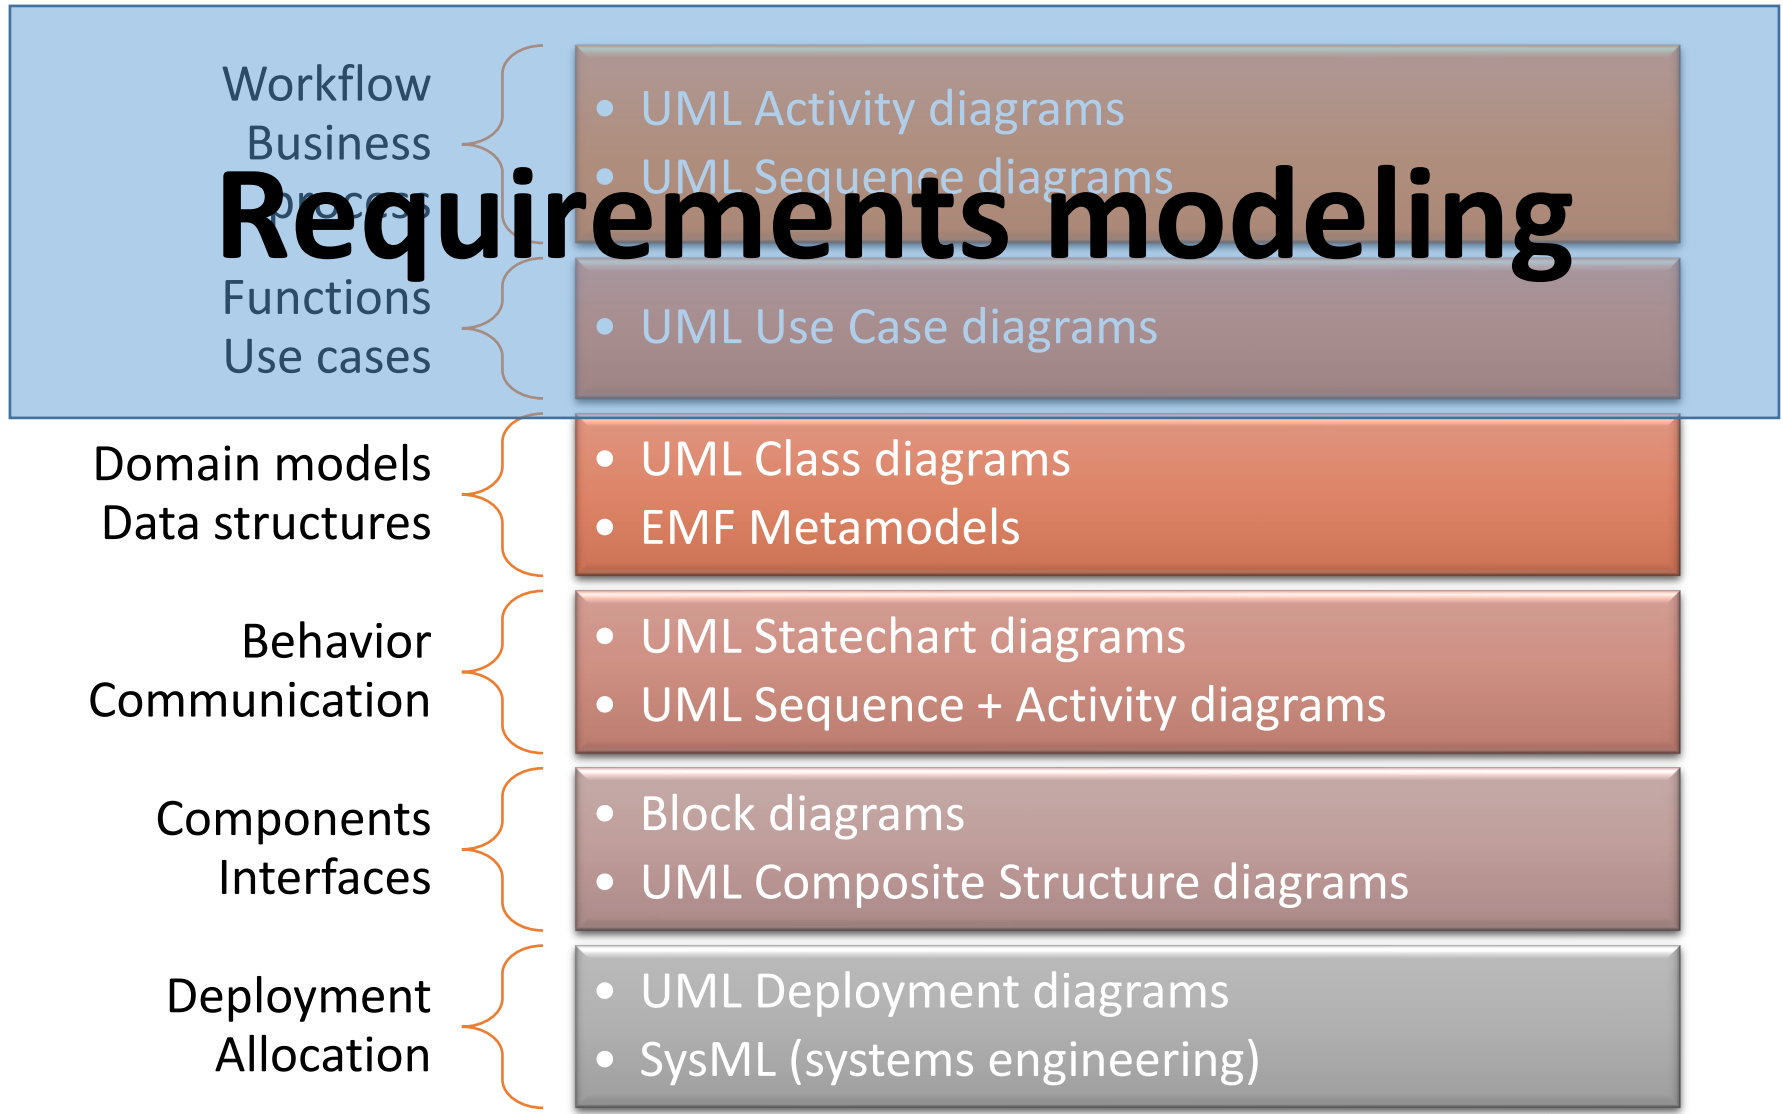 Workflow
Business
process
• UML Activity diagrams
• UML Sequence diagrams
Requirements modeling
Functions
Use cases
• UML Use Case diagrams
Domain models
Data structures
• UML Class diagrams
• EMF Metamodels
Behavior
Communication
• UML Statechart diagrams
• UML Sequence + Activity diagrams
Components
Interfaces
• Block diagrams
• UML Composite Structure diagrams
Deployment
Allocation
• UML Deployment diagrams
• SysML (systems engineering)